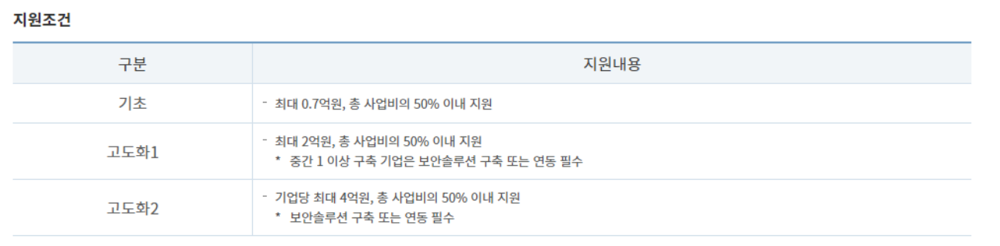 지원조건
구분 지원내용
기초 - 최대 0.7억원, 총 사업비의 50% 이내 지원
고도화1 - 최대 2억원, 총 사업비의 50% 이내 지원
* 중간 1 이상 구축 기업은 보안솔루션 구축 또는 연동 필수
고도화2 - 기업당 최대 4억원, 총 사업비의 50% 이내 지원
* 보안솔루션 구축 또는 연동 필수